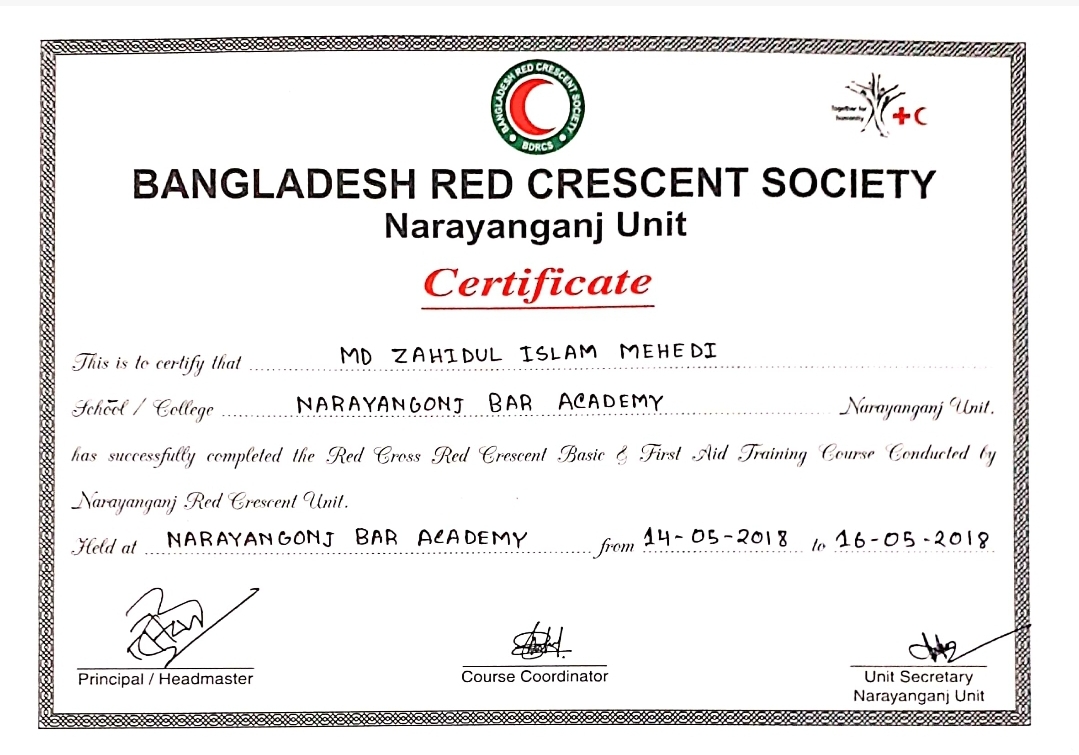 BANGLADESH RED CRESCENT SOCIETY
BDRCS
Together for
humanity
BANGLADESH RED CRESCENT SOCIETY
Narayanganj Unit
Certificate
This is to certify that MD ZAHIDUL ISLAM MEHEDI
School / College NARAYANGONJ BAR ACADEMY Narayanganj Unit.
has successfully completed the Red Cross Red Crescent Basic & First Aid Training Course Conducted by
Narayanganj Red Crescent Unit.
Held at NARAYANGONJ BAR ACADEMY from 14-05-2018 to 16-05-2018
Principal / Headmaster
Course Coordinator
Unit Secretary
Narayanganj Unit